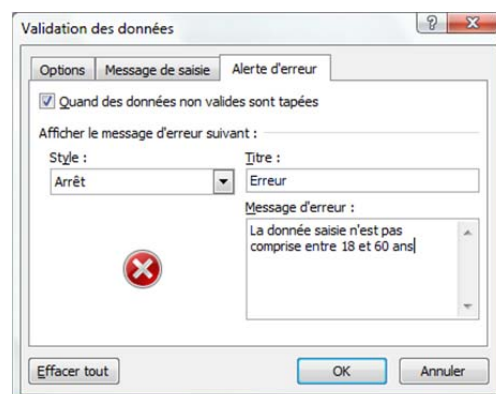 Validation des données
Options Message de saisie Alerte d'erreur
Quand des données non valides sont tapées
Afficher le message d'erreur suivant :
Style : Titre :
Arrêt Erreur
Message d'erreur :
La donnée saisie n'est pas
comprise entre 18 et 60 ans
Effacer tout OK Annuler